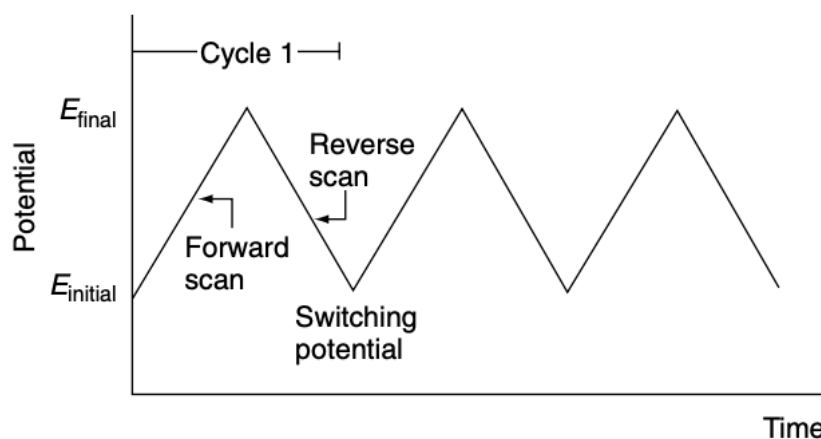 Cycle 1
E_final
Reverse
scan
Potential
Forward
scan
E_initial
Switching
potential
Time